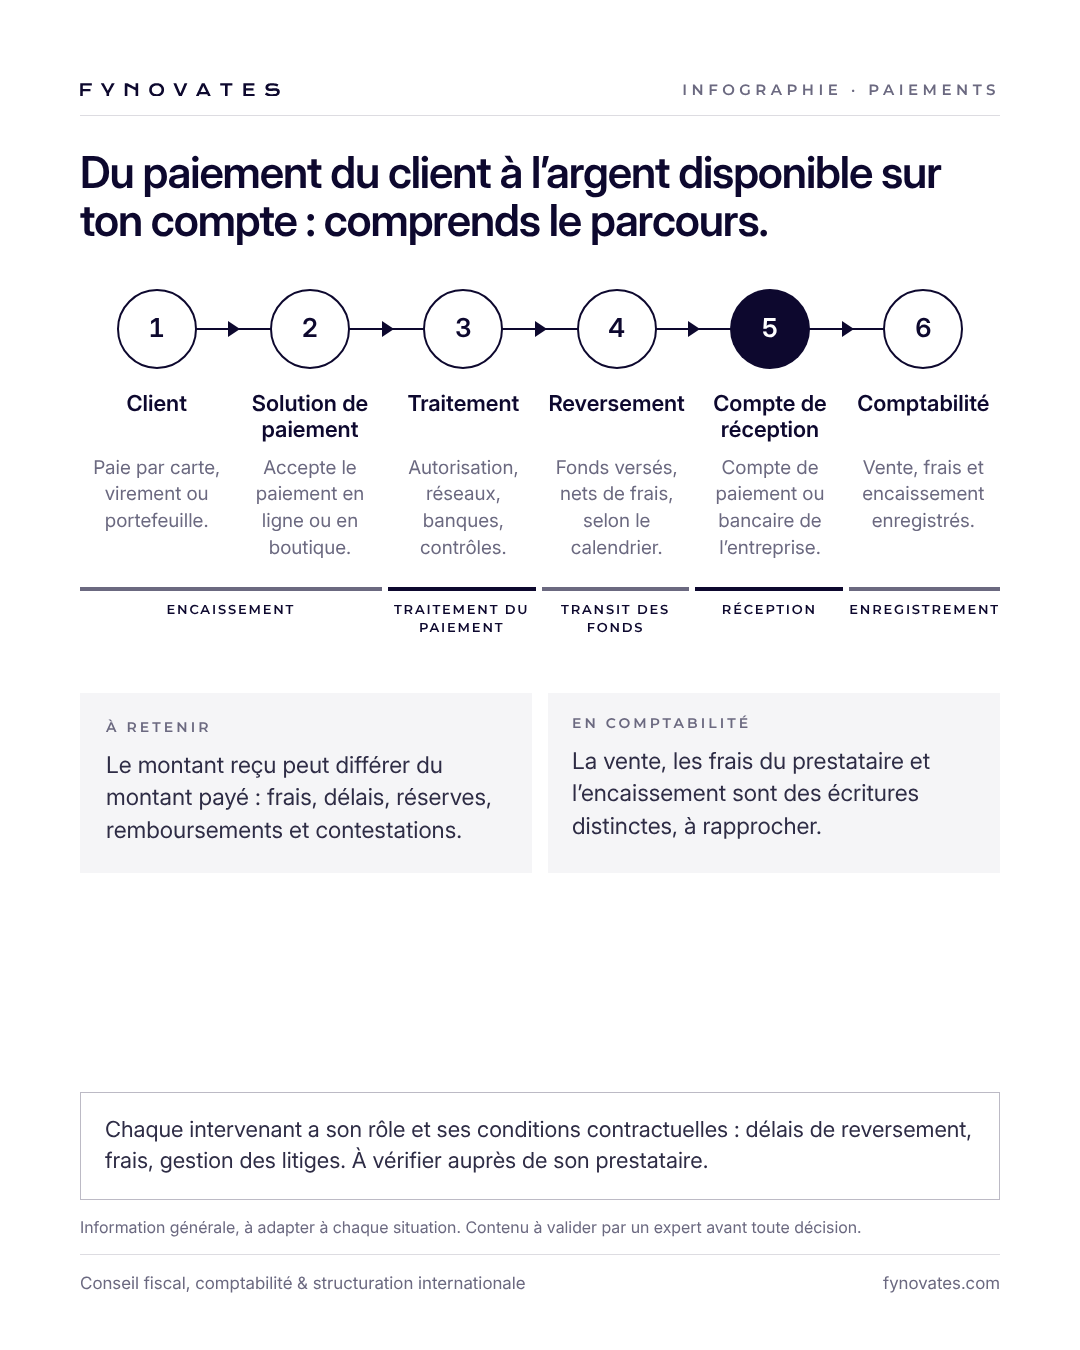 FYNOVATES
INFOGRAPHIE · PAIEMENTS
Du paiement du client à l’argent disponible sur
ton compte : comprends le parcours.
1
2
3
4
5
6
Client
Solution de
paiement
Traitement
Reversement
Compte de
réception
Comptabilité
Paie par carte,
virement ou
portefeuille.
Accepte le
paiement en
ligne ou en
boutique.
Autorisation,
réseaux,
banques,
contrôles.
Fonds versés,
nets de frais,
selon le
calendrier.
Compte de
paiement ou
bancaire de
l’entreprise.
Vente, frais et
encaissement
enregistrés.
ENCAISSEMENT
TRAITEMENT DU
PAIEMENT
TRANSIT DES
FONDS
RÉCEPTION
ENREGISTREMENT
À RETENIR
Le montant reçu peut différer du
montant payé : frais, délais, réserves,
remboursements et contestations.
EN COMPTABILITÉ
La vente, les frais du prestataire et
l’encaissement sont des écritures
distinctes, à rapprocher.
Chaque intervenant a son rôle et ses conditions contractuelles : délais de reversement,
frais, gestion des litiges. À vérifier auprès de son prestataire.
Information générale, à adapter à chaque situation. Contenu à valider par un expert avant toute décision.
Conseil fiscal, comptabilité & structuration internationale
fynovates.com